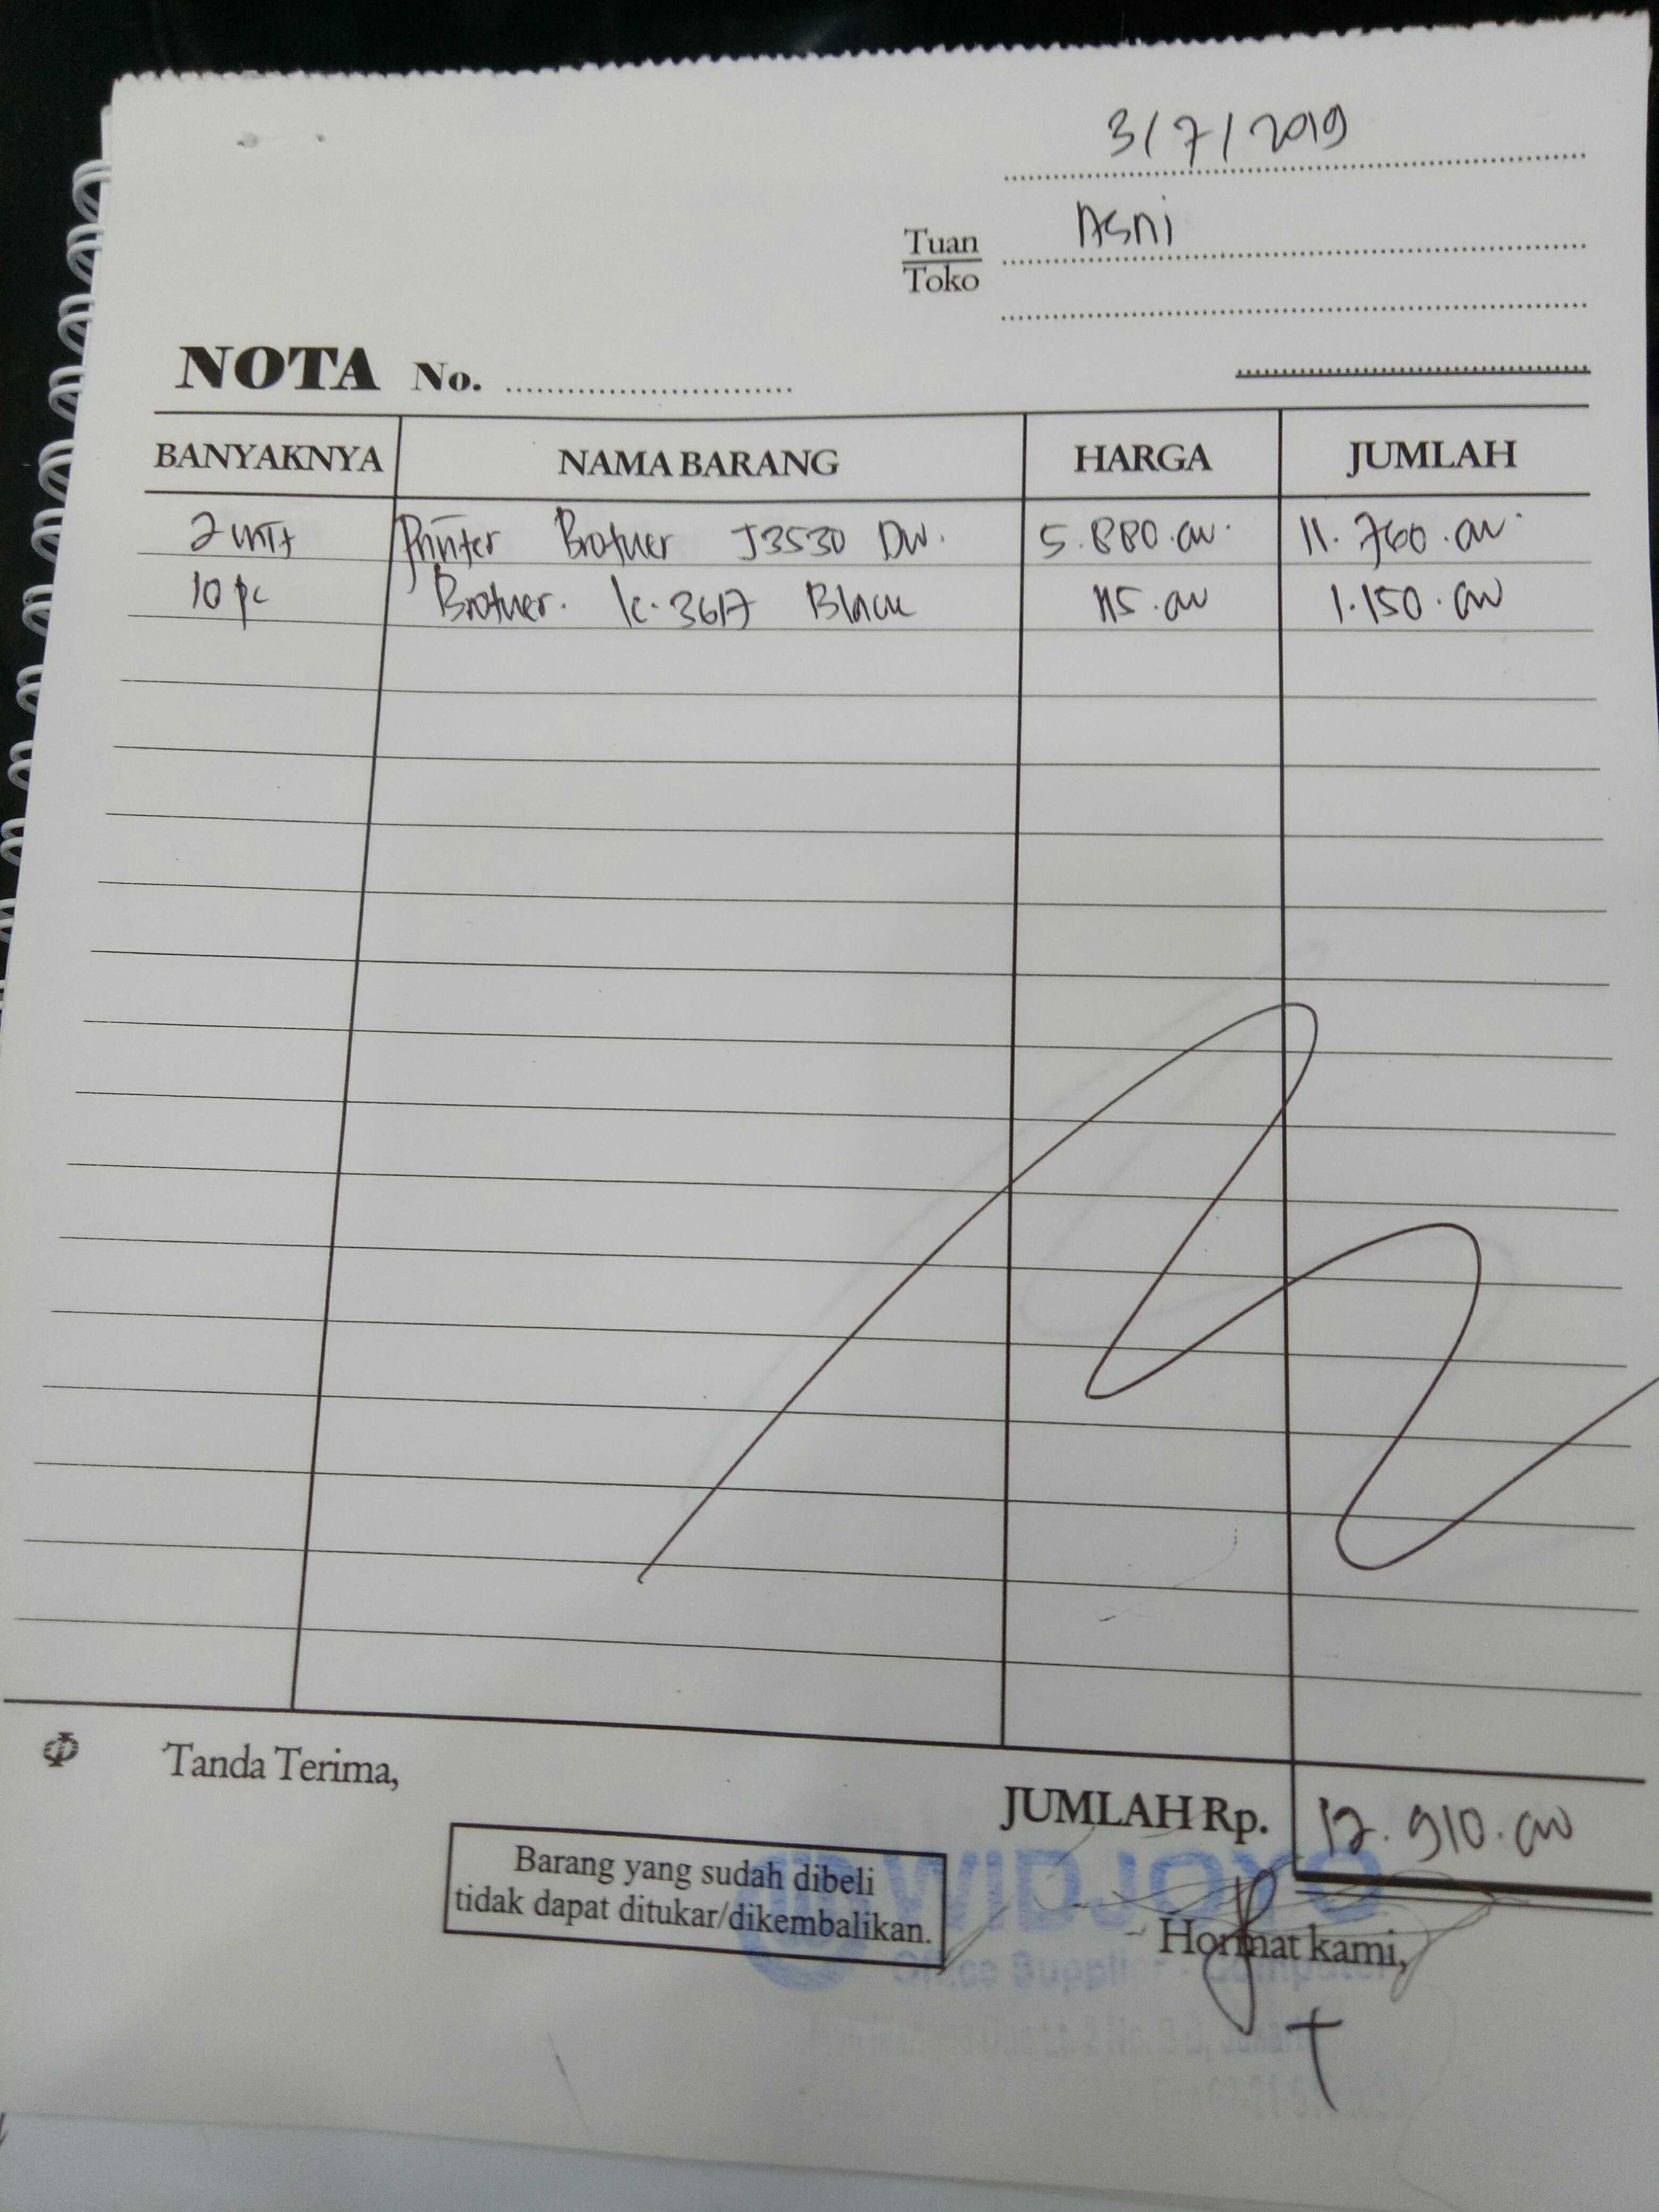 3/7/2019
Tuan Asni
Toko
NOTA No.
BANYAKNYA NAMA BARANG HARGA JUMLAH
2 unit Printer Brother J3530 DW. 5.880.000 11.760.000
10 pc Brother. 115.000 1.150.000
Black
Tanda Terima,
JUMLAH Rp. 12.910.000
Barang yang sudah dibeli
tidak dapat ditukar/dikembalikan.
WIDJOYO
Hormat kami,
Office Supplier - Computer